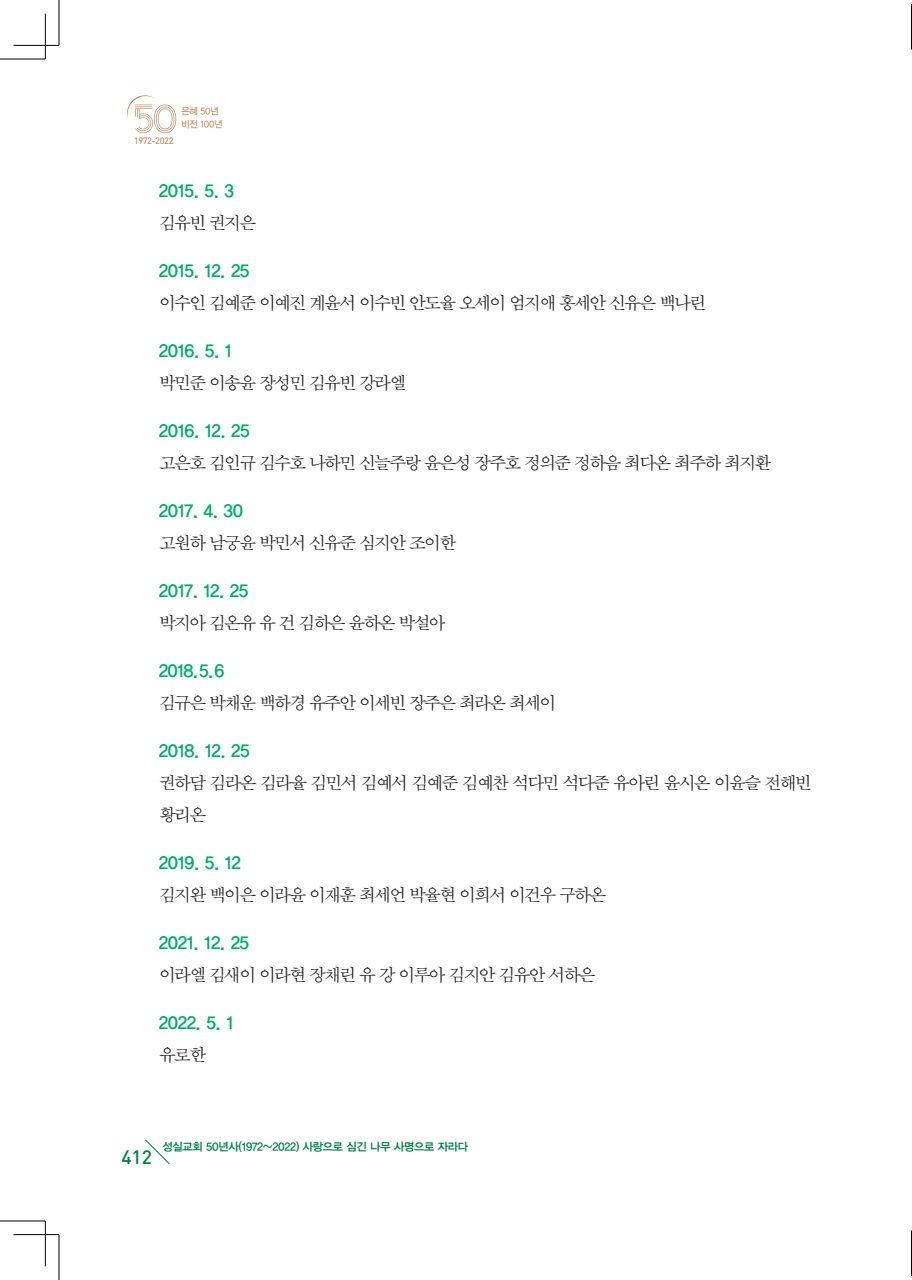 50
은혜 50년
비전 100년
1972-2022
2015. 5. 3
김유빈 권지은
2015. 12. 25
이수인 김예준 이예진 계윤서 이수빈 안도율 오세이 엄지애 홍세안 신유은 백나린
2016. 5. 1
박민준 이송윤 장성민 김유빈 강라엘
2016. 12. 25
고은호 김인규 김수호 나하민 신늘주랑 윤은성 장주호 정의준 정하음 최다온 최주하 최지환
2017. 4. 30
고원하 남궁윤 박민서 신유준 심지안 조이한
2017. 12. 25
박지아 김온유 유 건 김하은 윤하온 박설아
2018.5.6
김규은 박채운 백하경 유주안 이세빈 장주은 최라온 최세이
2018. 12. 25
권하담 김라온 김라율 김민서 김예서 김예준 김예찬 석다민 석다준 유아린 윤시온 이윤슬 전해빈
황리온
2019. 5. 12
김지완 백이은 이라윤 이재훈 최세언 박율현 이희서 이건우 구하온
2021. 12. 25
이라엘 김새이 이라현 장채린 유 강 이루아 김지안 김유안 서하은
2022. 5. 1
유로한
412 성실교회 50년사(1972~2022) 사랑으로 심긴 나무 사명으로 자라다